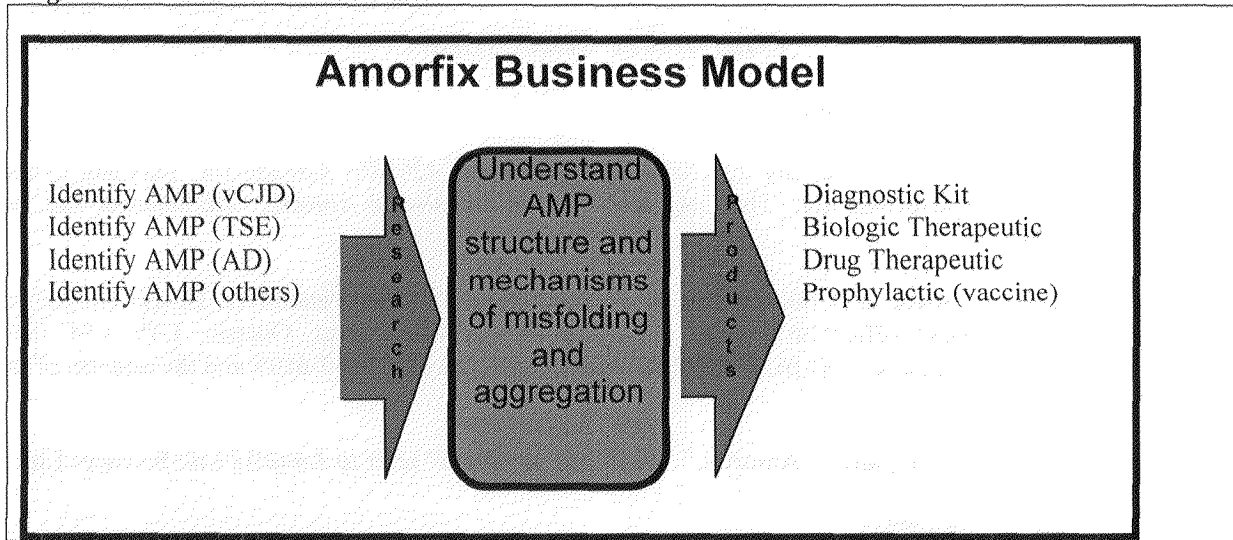 Amorfix Business Model
Identify AMP (vCJD)
Identify AMP (TSE)
Identify AMP (AD)
Identify AMP (others)
Research
Understand
AMP
structure and
mechanisms
of misfolding
and
aggregation
Products
Diagnostic Kit
Biologic Therapeutic
Drug Therapeutic
Prophylactic (vaccine)